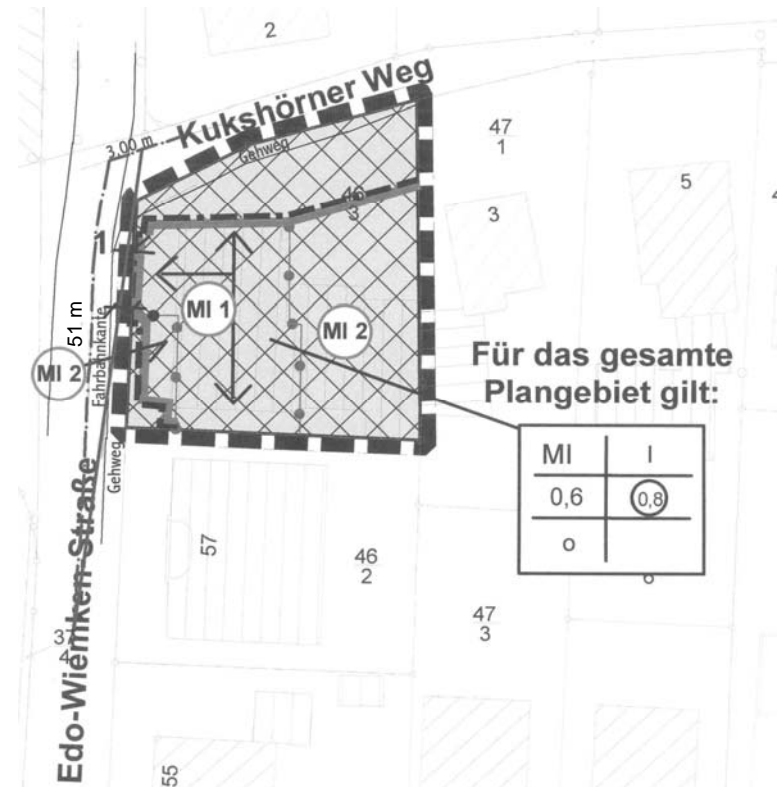 2
Kukshörner Weg
3,00 m
Gehweg
47
1
5
46
3
3
1
MI 1
MI 2
51 m
Fahrbahnkante
MI 2
Für das gesamte
Plangebiet gilt:
MI I
0,6 0,8
o
Gehweg
Edo-Wiemken-Straße
57
46
2
47
3
37
4
55